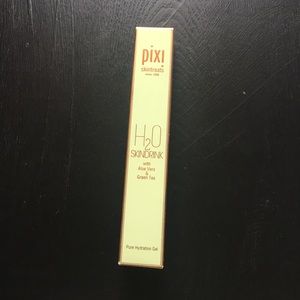 pixi
skintreats
H2O
SKINDRINK
with
Aloe Vera
&
Green Tea
Pure Hydration Gel